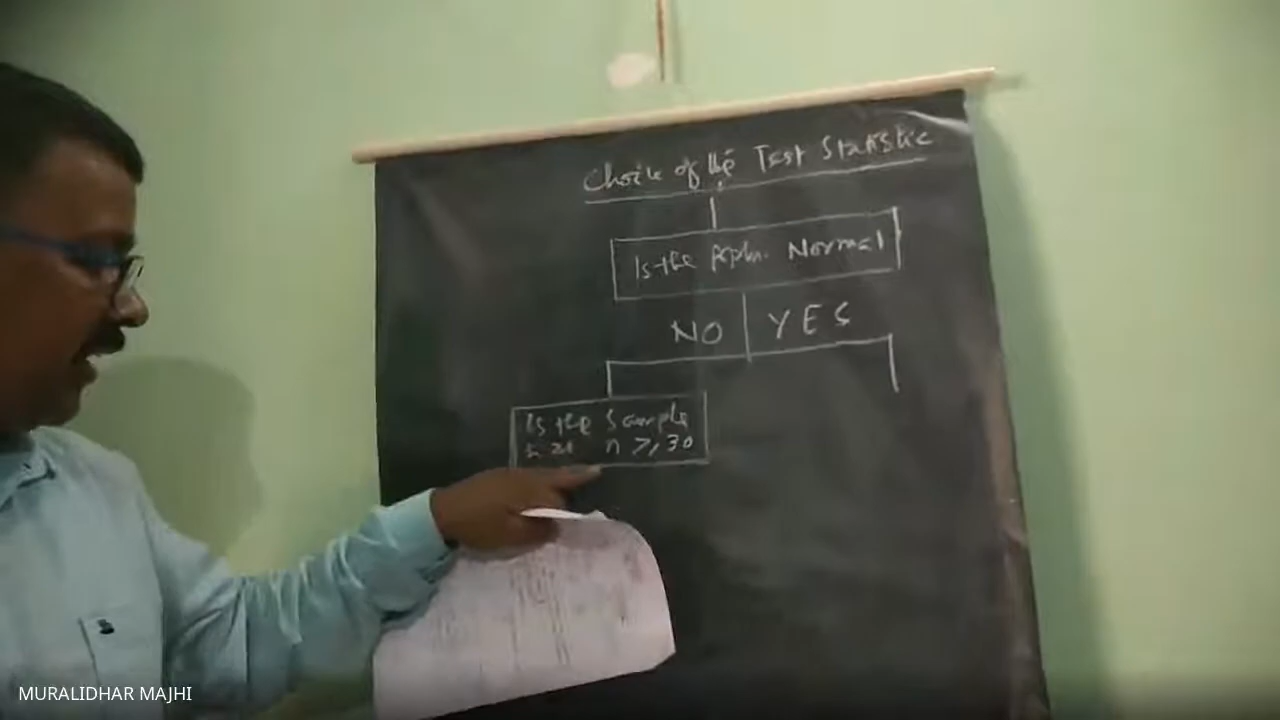 Choice of the Test Statistic
Is the Popln. Normal
NO YES
Is the Sample
n ≥ 30
MURALIDHAR MAJHI